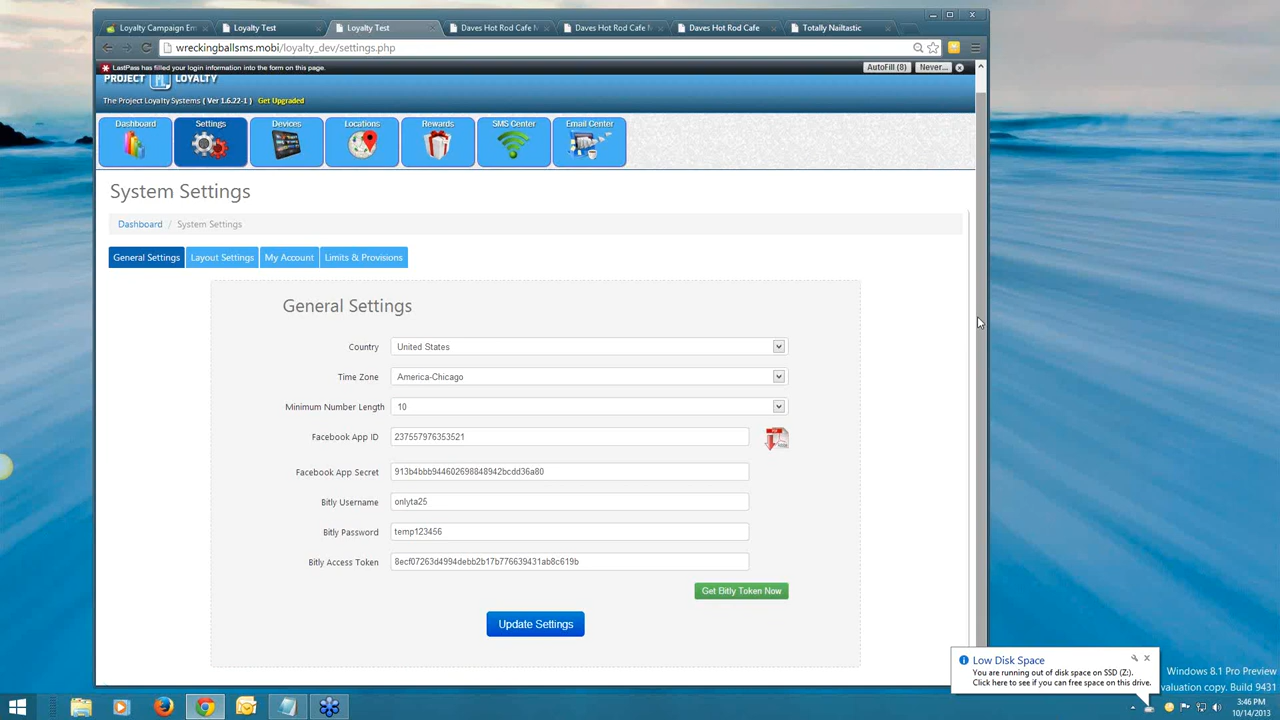 Loyalty Campaign Em
Loyalty Test
Loyalty Test
Daves Hot Rod Cafe M
Daves Hot Rod Cafe M
Daves Hot Rod Cafe
Totally Nailtastic
wreckingballsms.mobi/loyalty_dev/settings.php
LastPass has filled your login information into the form on this page.
AutoFill (8)
Never...
PROJECT PL LOYALTY
The Project Loyalty Systems ( Ver 1.6.22-1 ) Get Upgraded
Dashboard
Settings
Devices
Locations
Rewards
SMS Center
Email Center
System Settings
Dashboard / System Settings
General Settings
Layout Settings
My Account
Limits & Provisions
General Settings
Country United States
Time Zone America-Chicago
Minimum Number Length 10
Facebook App ID 237557976353521
Facebook App Secret 913b4bbb944602698848942bcdd36a80
Bitly Username onlyta25
Bitly Password temp123456
Bitly Access Token 8ecf07263d4994debb2b17b776639431ab8c619b
Get Bitly Token Now
Update Settings
Low Disk Space
You are running out of disk space on SSD (Z:).
Click here to see if you can free space on this drive.
Windows 8.1 Pro Preview
valuation copy. Build 9431
3:46 PM
10/14/2013